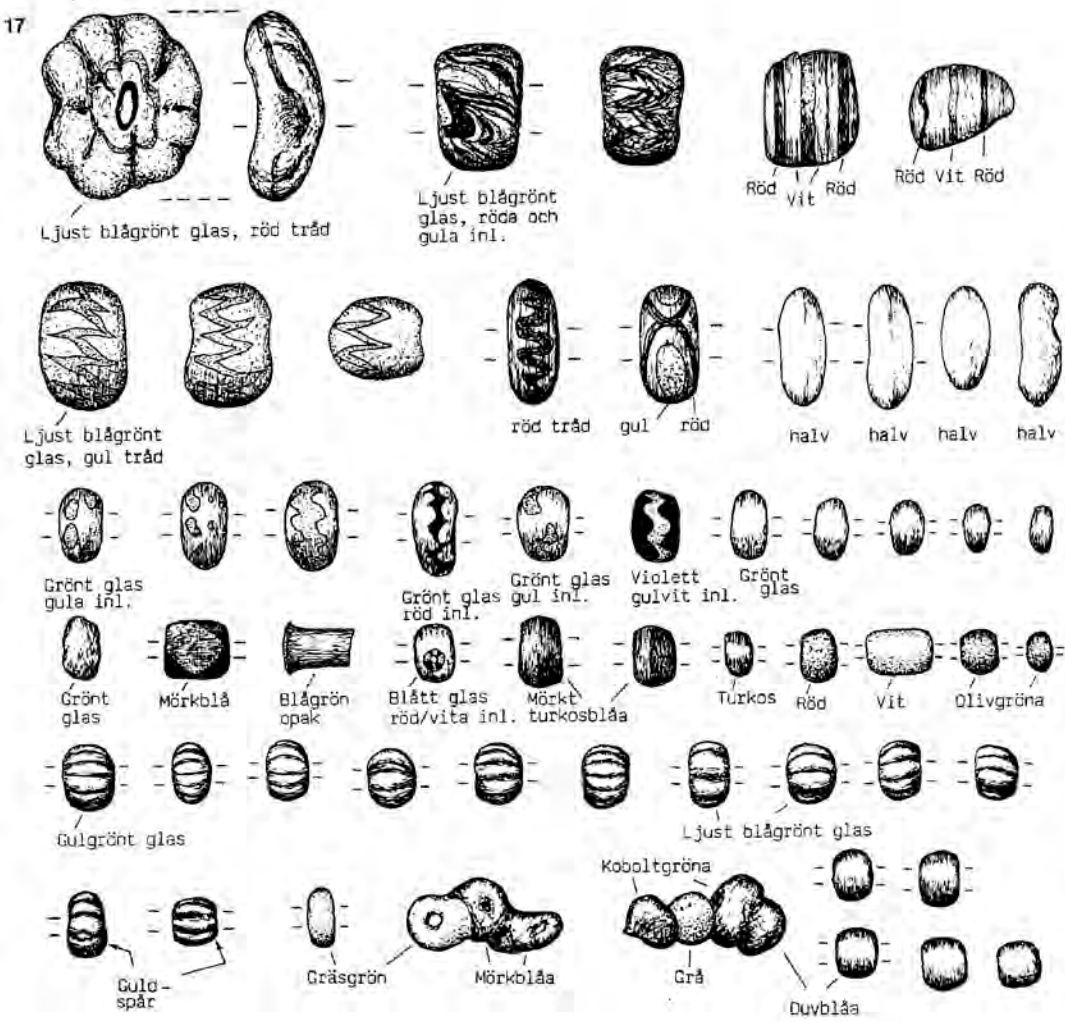 17
Ljust blågrönt glas, röd tråd
Ljust blågrönt
glas, röda och
gula inl.
Röd Vit Röd
Röd Vit Röd
Ljust blågrönt
glas, gul tråd
röd tråd
gul röd
halv halv halv halv
Grönt glas
gula inl.
Grönt glas
röd inl.
Grönt glas
gul inl.
Violett
gulvit inl.
Grönt
glas
Grönt
glas
Mörkblå
Blågrön
opak
Blått glas
röd/vita inl.
Mörkt
turkosblåa
Turkos
Röd
Vit
Olivgröna
Gulgrönt glas
Ljust blågrönt glas
Guld-
spår
Gräsgrön
Mörkblåa
Koboltgröna
Grå
Duvblåa